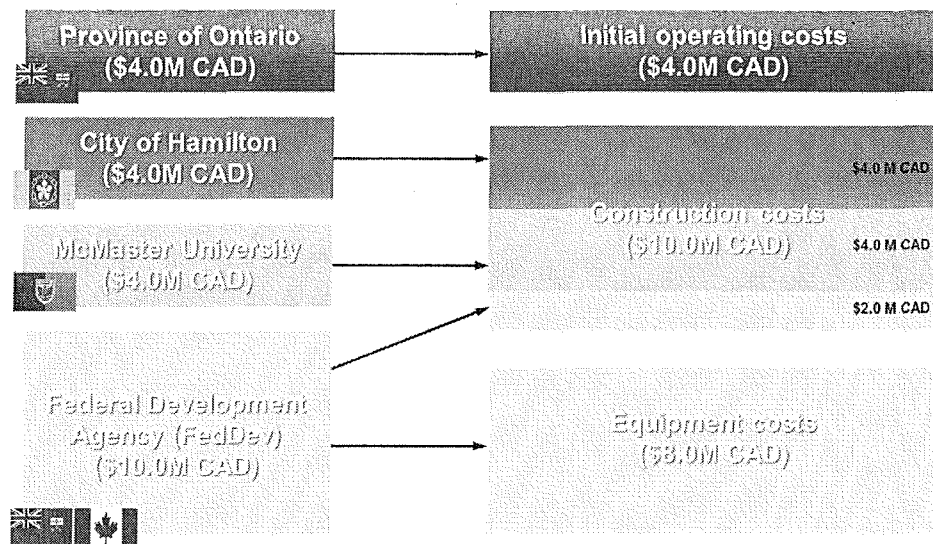 Province of Ontario
($4.0M CAD)
Initial operating costs
($4.0M CAD)
City of Hamilton
($4.0M CAD)
$4.0 M CAD
Construction costs
($10.0M CAD)
McMaster University
($4.0M CAD)
$4.0 M CAD
$2.0 M CAD
Federal Development
Agency (FedDev)
($10.0M CAD)
Equipment costs
($8.0M CAD)